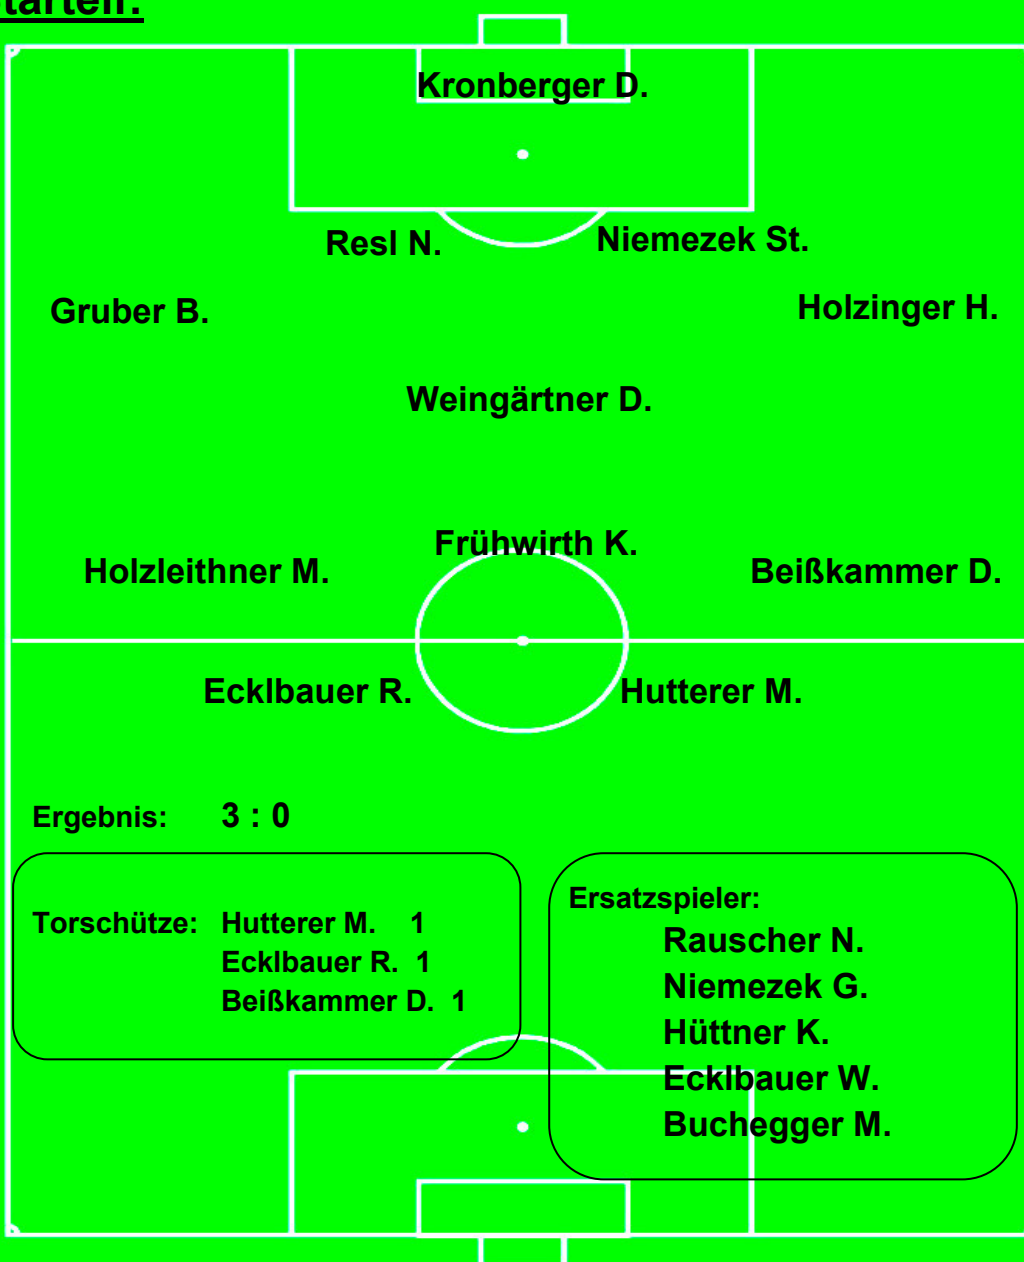 Kronberger D.
Resl N.
Niemezek St.
Gruber B.
Holzinger H.
Weingärtner D.
Frühwirth K.
Holzleithner M.
Beißkammer D.
Ecklbauer R.
Hutterer M.
Ergebnis: 3 : 0
Torschütze: Hutterer M. 1
Ecklbauer R. 1
Beißkammer D. 1
Ersatzspieler:
Rauscher N.
Niemezek G.
Hüttner K.
Ecklbauer W.
Buchegger M.